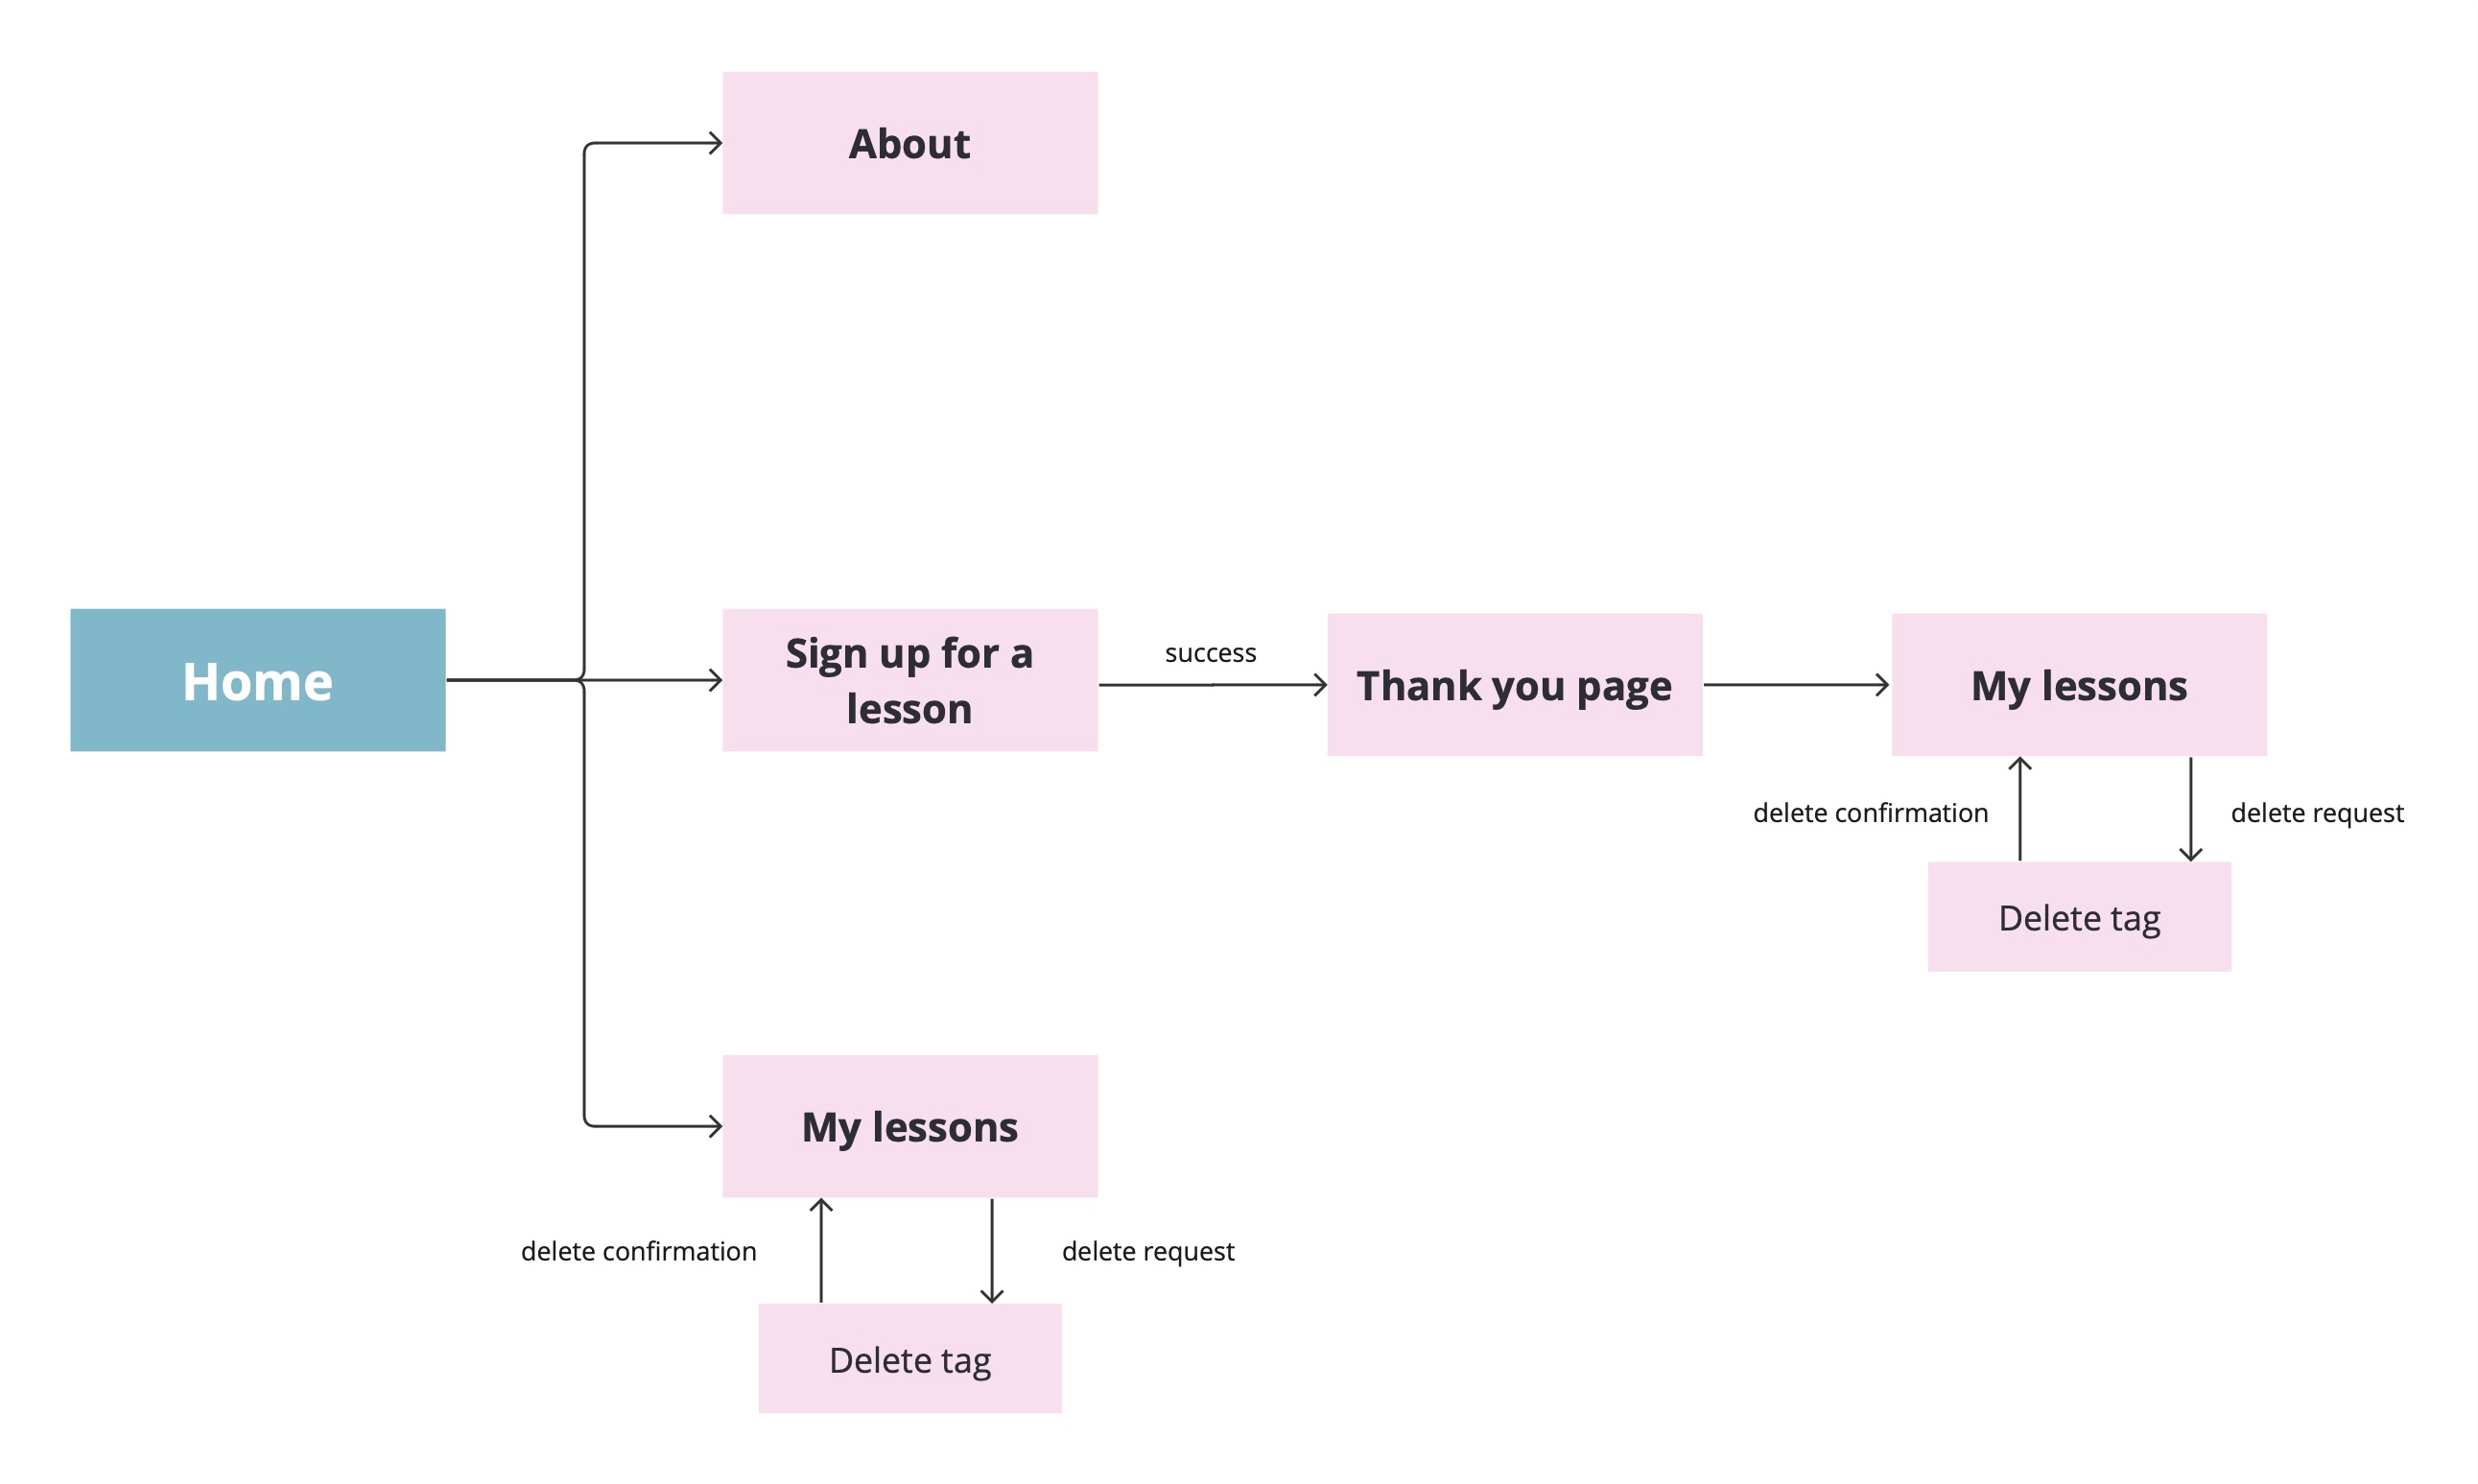 About
Home
Sign up for a
lesson
success
Thank you page
My lessons
delete confirmation
delete request
Delete tag
My lessons
delete confirmation
delete request
Delete tag